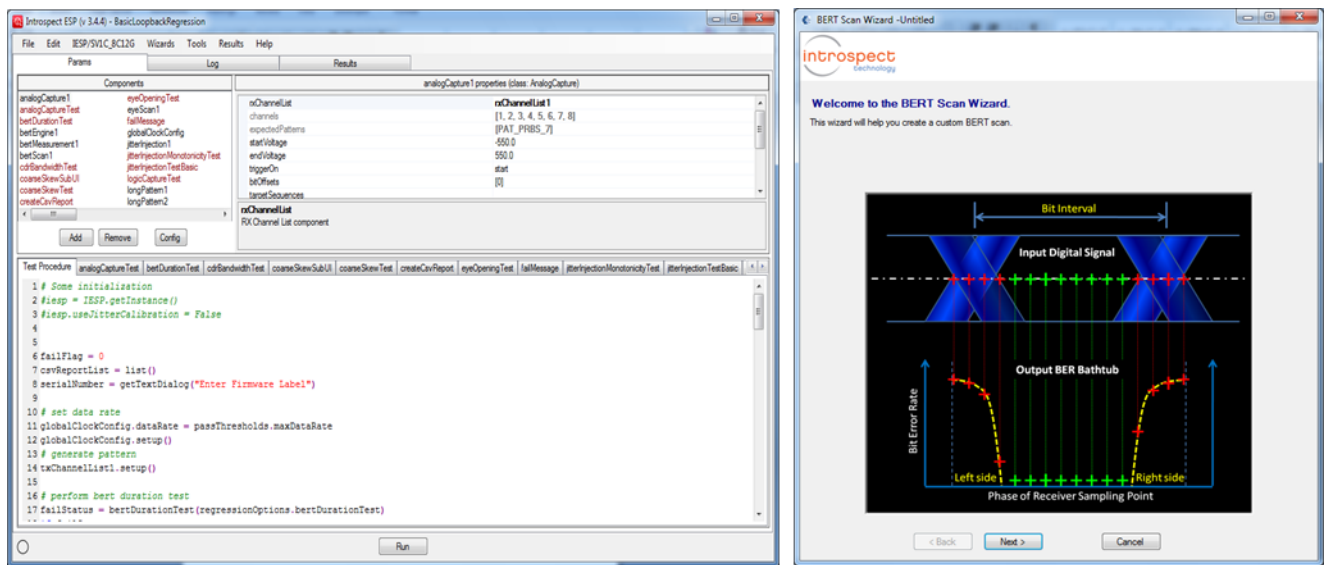 Introspect ESP (v 3.4.4) - BasicLoopbackRegression
File Edit IESP/SV1C_8C12G Wizards Tools Results Help
Params Log Results
Components
analogCapture1 eyeOpeningTest
analogCaptureTest eyeScan1
bertDurationTest failMessage
bertEngine1 globalClockConfig
bertMeasurement1 jitterInjection1
bertScan1 jitterInjectionMonotonicityTest
cdrBandwidthTest jitterInjectionTestBasic
coarseSkewSubUI logicCaptureTest
coarseSkewTest longPattern1
createCsvReport longPattern2
Add Remove Config
analogCapture1 properties (class: AnalogCapture)
rxChannelList rxChannelList1
channels [1, 2, 3, 4, 5, 6, 7, 8]
expectedPatterns [PAT_PRBS_7]
startVoltage -550.0
endVoltage 550.0
triggerOn start
bitOffsets [0]
targetSequences
rxChannelList
RX Channel List component
Test Procedure analogCaptureTest bertDurationTest cdrBandwidthTest coarseSkewSubUI coarseSkewTest createCsvReport eyeOpeningTest failMessage jitterInjectionMonotonicityTest jitterInjectionTestBasic
1 # Some initialization
2 #iesp = IESP.getInstance()
3 #iesp.useJitterCalibration = False
4
5
6 failFlag = 0
7 csvReportList = list()
8 serialNumber = getTextDialog("Enter Firmware Label")
9
10 # set data rate
11 globalClockConfig.dataRate = passThresholds.maxDataRate
12 globalClockConfig.setup()
13 # generate pattern
14 txChannelList1.setup()
15
16 # perform bert duration test
17 failStatus = bertDurationTest(regressionOptions.bertDurationTest)
Run
BERT Scan Wizard -Untitled
introspect
technology
Welcome to the BERT Scan Wizard.
This wizard will help you create a custom BERT scan.
Bit Interval
Input Digital Signal
Output BER Bathtub
Bit Error Rate
Left side Right side
Phase of Receiver Sampling Point
< Back Next > Cancel